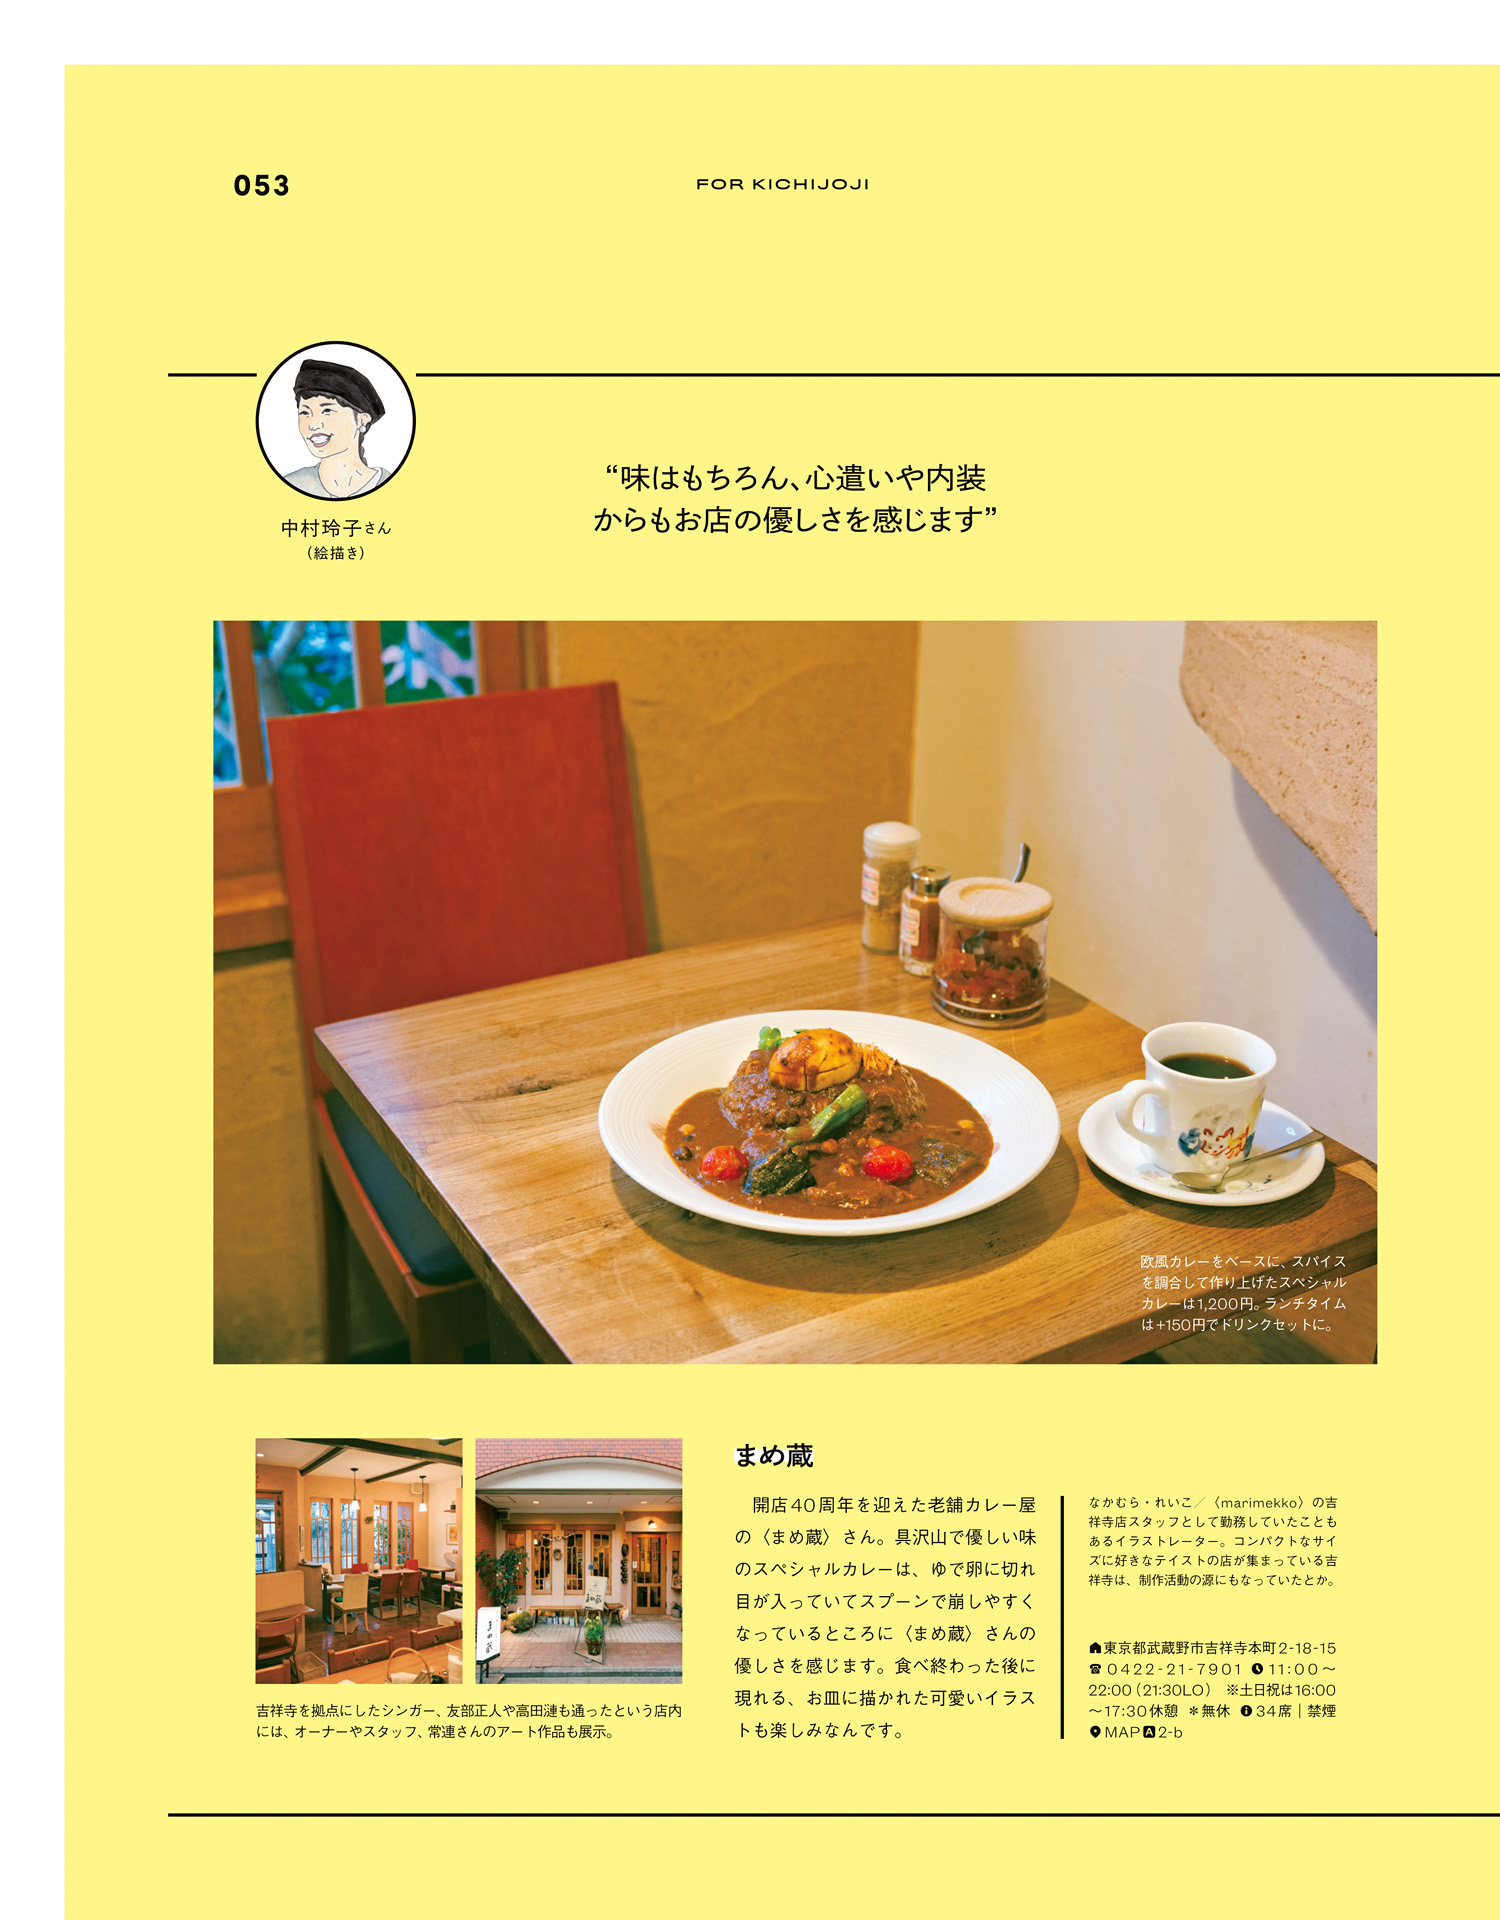 053
FOR KICHIJOJI
中村玲子さん
（絵描き）
“味はもちろん、心遣いや内装
からもお店の優しさを感じます”
欧風カレーをベースに、スパイス
を調合して作り上げたスペシャル
カレーは1,200円。ランチタイム
は+150円でドリンクセットに。
まめ蔵
まめ蔵
吉祥寺を拠点にしたシンガー、友部正人や高田漣も通ったという店内
には、オーナーやスタッフ、常連さんのアート作品も展示。
まめ蔵
開店40周年を迎えた老舗カレー屋
の〈まめ蔵〉さん。具沢山で優しい味
のスペシャルカレーは、ゆで卵に切れ
目が入っていてスプーンで崩しやすく
なっているところに〈まめ蔵〉さんの
優しさを感じます。食べ終わった後に
現れる、お皿に描かれた可愛いイラス
トも楽しみなんです。
なかむら・れいこ／〈marimekko〉の吉
祥寺店スタッフとして勤務していたことも
あるイラストレーター。コンパクトなサイ
ズに好きなテイストの店が集まっている吉
祥寺は、制作活動の源にもなっていたとか。
東京都武蔵野市吉祥寺本町2-18-15
☎0422-21-7901 11:00～
22:00（21:30LO） ※土日祝は16:00
～17:30休憩 ＊無休 34席｜禁煙
MAP A 2-b